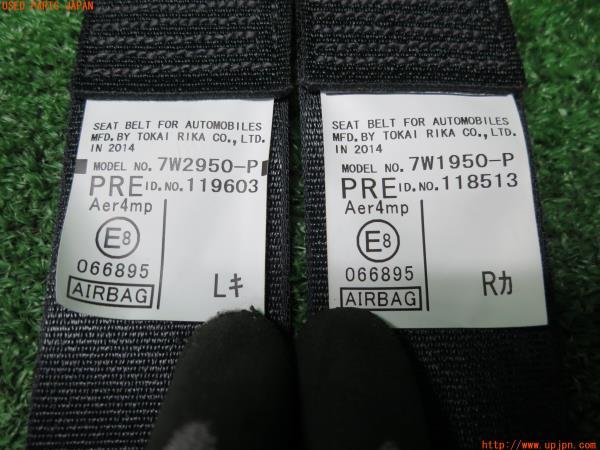 USED PARTS JAPAN
SEAT BELT FOR AUTOMOBILES
MFD.BY TOKAI RIKA CO.,LTD.
IN 2014
MODEL NO. 7W2950-P
PRE ID.NO. 119603
Aer4mp
E8
066895
AIRBAG
Lキ
SEAT BELT FOR AUTOMOBILES
MFD.BY TOKAI RIKA CO.,LTD.
IN 2014
MODEL NO. 7W1950-P
PRE ID.NO. 118513
Aer4mp
E8
066895
AIRBAG
Rカ
http://www.upjpn.com/